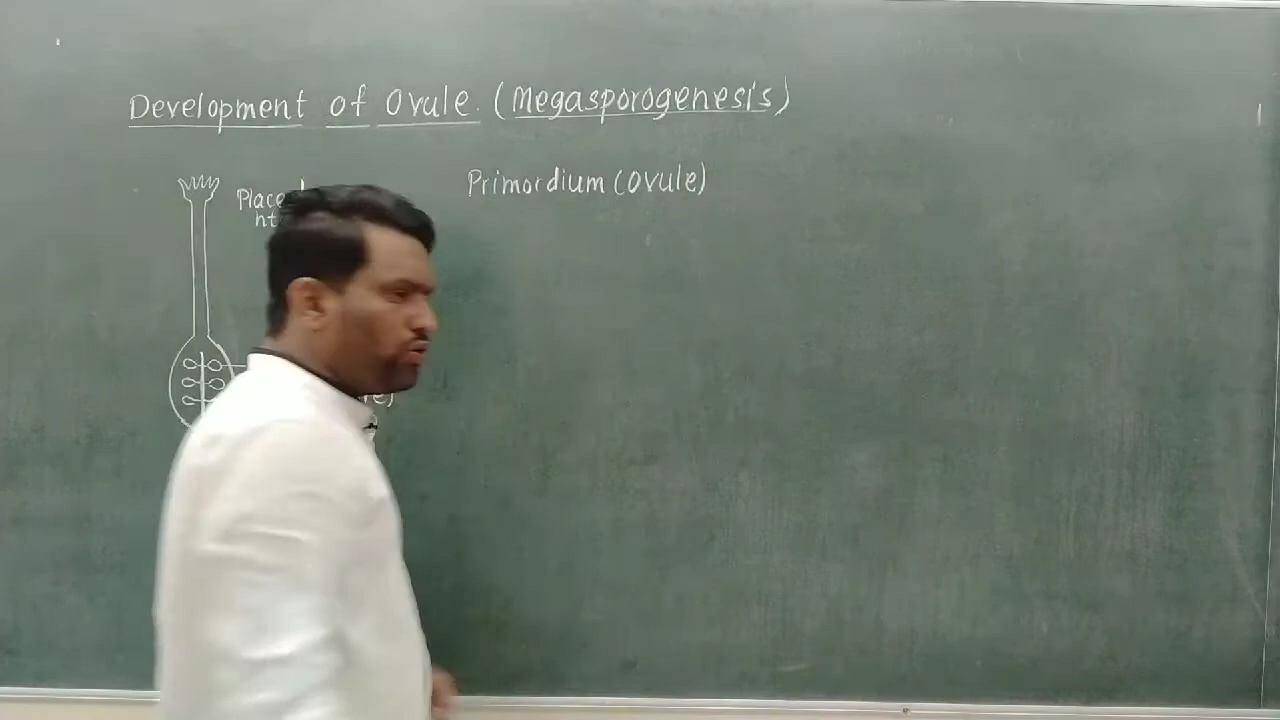 Development of Ovule. (Megasporogenesis)
Primordium (Ovule)